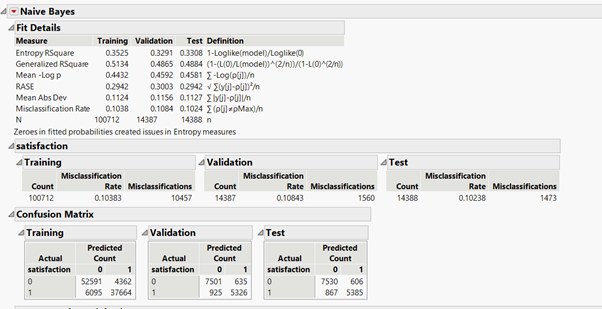 Naive Bayes
Fit Details
Measure Training Validation Test Definition
Entropy RSquare 0.3525 0.3291 0.3308 1-Loglike(model)/Loglike(0)
Generalized RSquare 0.5134 0.4865 0.4884 (1-(L(0)/L(model))^(2/n))/(1-L(0)^(2/n))
Mean -Log p 0.4432 0.4592 0.4581 ∑ -Log(ρ[j])/n
RASE 0.2942 0.3003 0.2942 √ ∑(y[j]-ρ[j])²/n
Mean Abs Dev 0.1124 0.1156 0.1127 ∑ |y[j]-ρ[j]|/n
Misclassification Rate 0.1038 0.1084 0.1024 ∑ (ρ[j]≠ρMax)/n
N 100712 14387 14388 n
Zeroes in fitted probabilities created issues in Entropy measures
satisfaction
Training Validation Test
Misclassification Misclassification Misclassification
Count Rate Misclassifications Count Rate Misclassifications Count Rate Misclassifications
100712 0.10383 10457 14387 0.10843 1560 14388 0.10238 1473
Confusion Matrix
Training Validation Test
Predicted Predicted Predicted
Actual Count Actual Count Actual Count
satisfaction 0 1 satisfaction 0 1 satisfaction 0 1
0 52591 4362 0 7501 635 0 7530 606
1 6095 37664 1 925 5326 1 867 5385